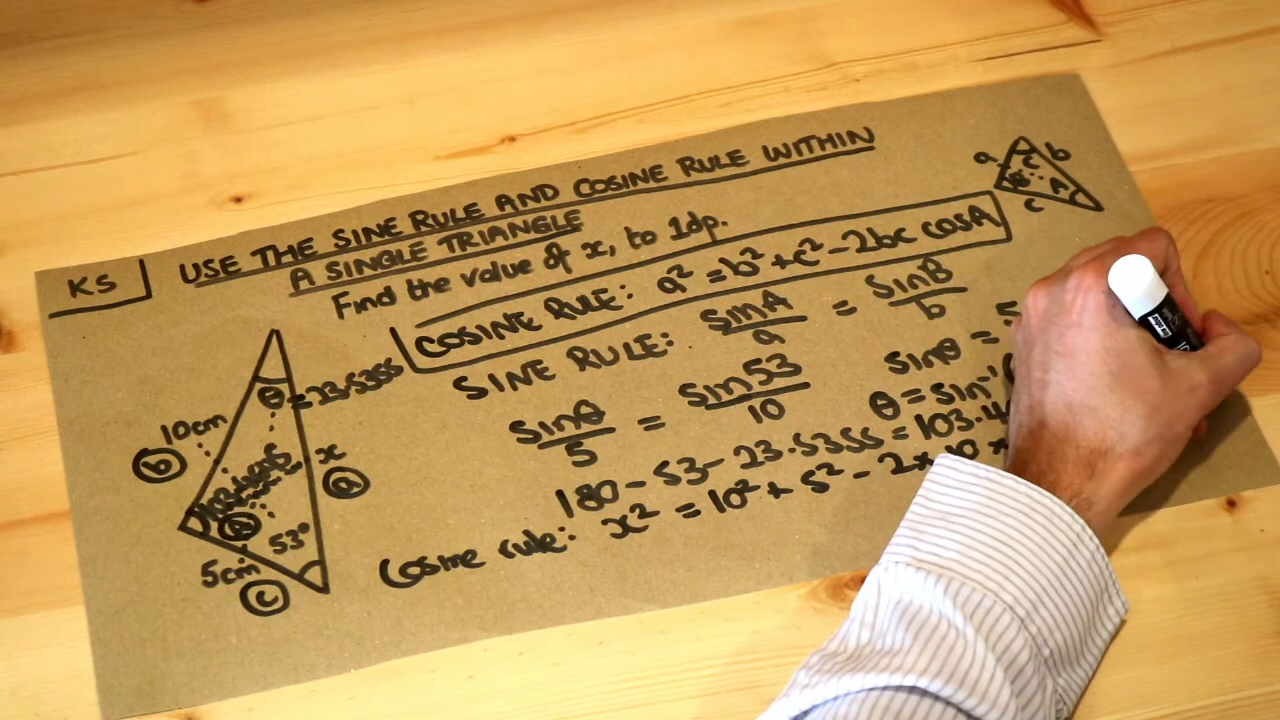 KS
USE THE SINE RULE AND COSINE RULE WITHIN
A SINGLE TRIANGLE
Find the value of x, to 1dp.
COSINE RULE: a² = b² + c² - 2bc cosA
SINE RULE: sinA/a = sinB/b
sinθ/5 = sin53/10
sinθ = 5
θ = sin⁻¹(
180 - 53 - 23.5355 = 103.4
Cosine rule: x² = 10² + 5² - 2 × 10 ×
a
b
C
B
A
c
θ = 23.5355
10cm
b
x
a
A
53°
5cm
c